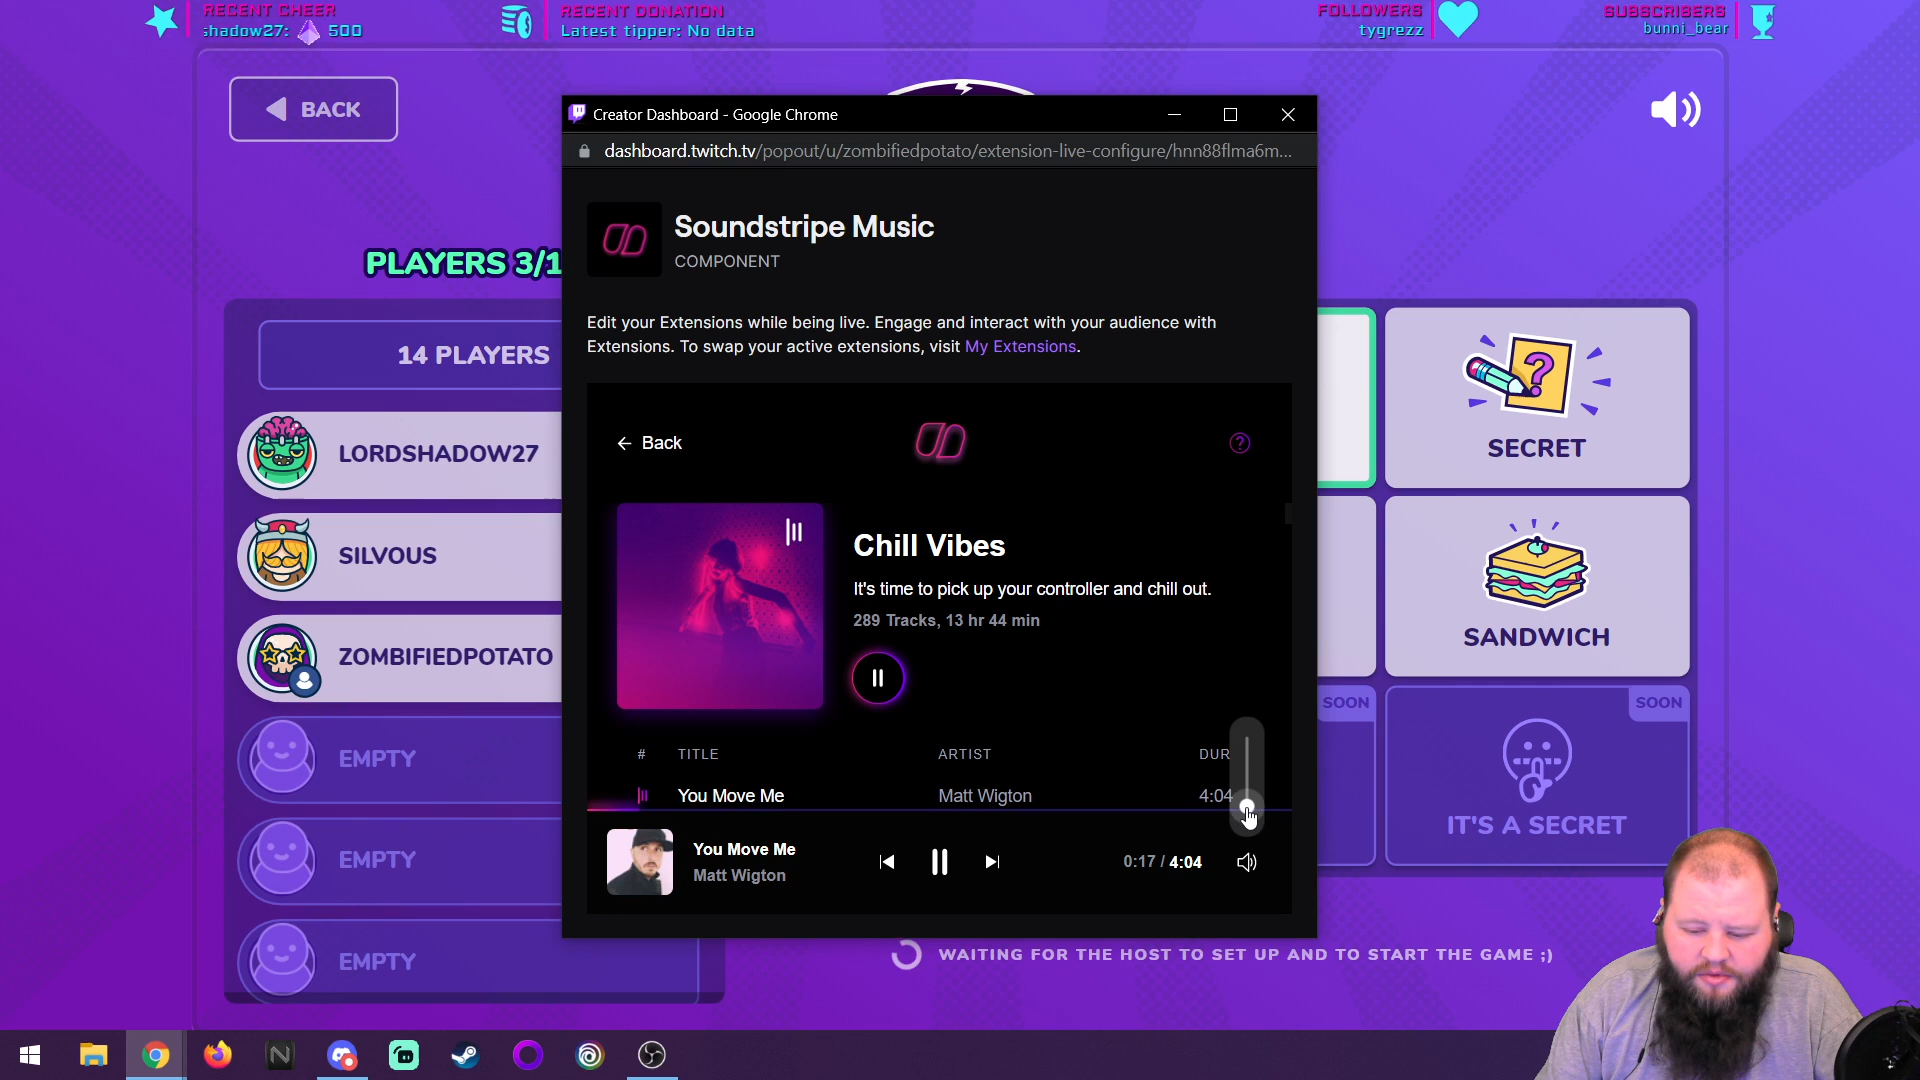 RECENT CHEER
shadow27: 500
RECENT DONATION
Latest tipper: No data
FOLLOWERS
tygrezz
SUBSCRIBERS
bunni_bear
BACK
Creator Dashboard - Google Chrome
dashboard.twitch.tv/popout/u/zombifiedpotato/extension-live-configure/hnn88flma6m...
Soundstripe Music
COMPONENT
PLAYERS 3/1
Edit your Extensions while being live. Engage and interact with your audience with
Extensions. To swap your active extensions, visit My Extensions.
14 PLAYERS
LORDSHADOW27
SILVOUS
ZOMBIFIEDPOTATO
EMPTY
EMPTY
EMPTY
Back
Chill Vibes
It's time to pick up your controller and chill out.
289 Tracks, 13 hr 44 min
# TITLE ARTIST DUR
You Move Me Matt Wigton 4:04
You Move Me
Matt Wigton
0:17 / 4:04
SECRET
SANDWICH
SOON
SOON
IT'S A SECRET
WAITING FOR THE HOST TO SET UP AND TO START THE GAME ;)